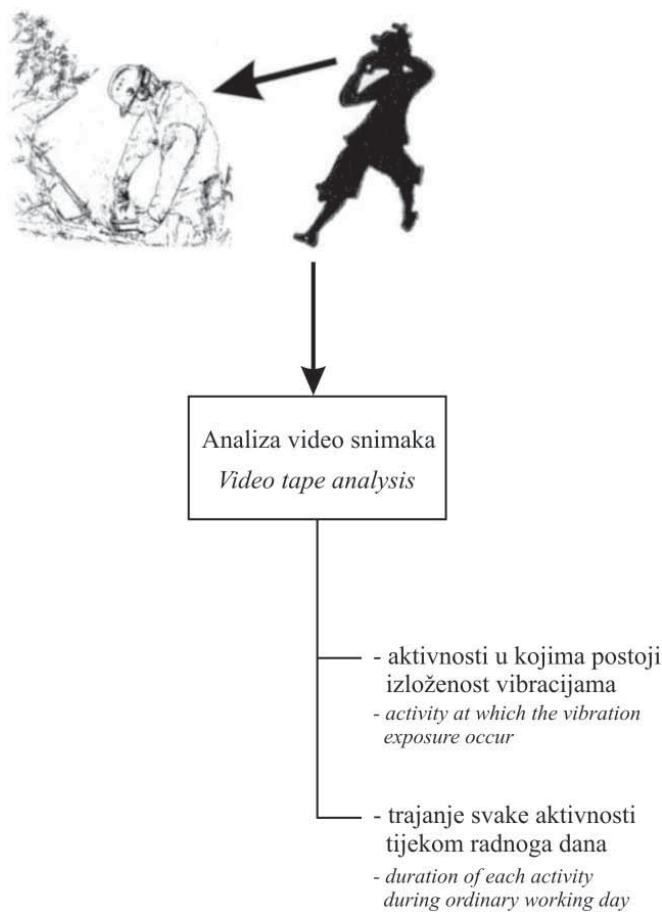 Analiza video snimaka
Video tape analysis
- aktivnosti u kojima postoji
izloženost vibracijama
- activity at which the vibration
exposure occur
- trajanje svake aktivnosti
tijekom radnoga dana
- duration of each activity
during ordinary working day